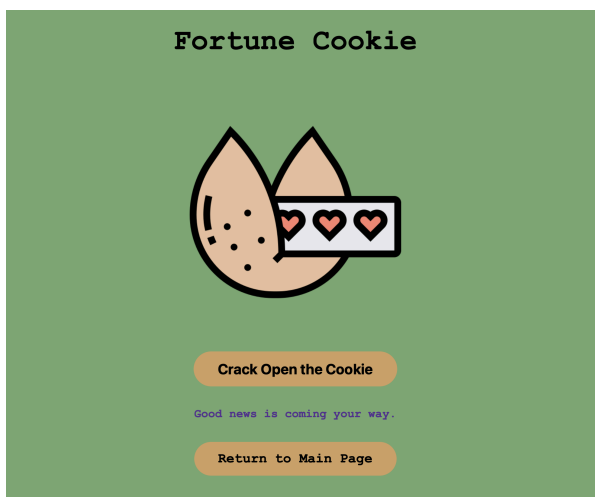 Fortune Cookie
Crack Open the Cookie
Good news is coming your way.
Return to Main Page